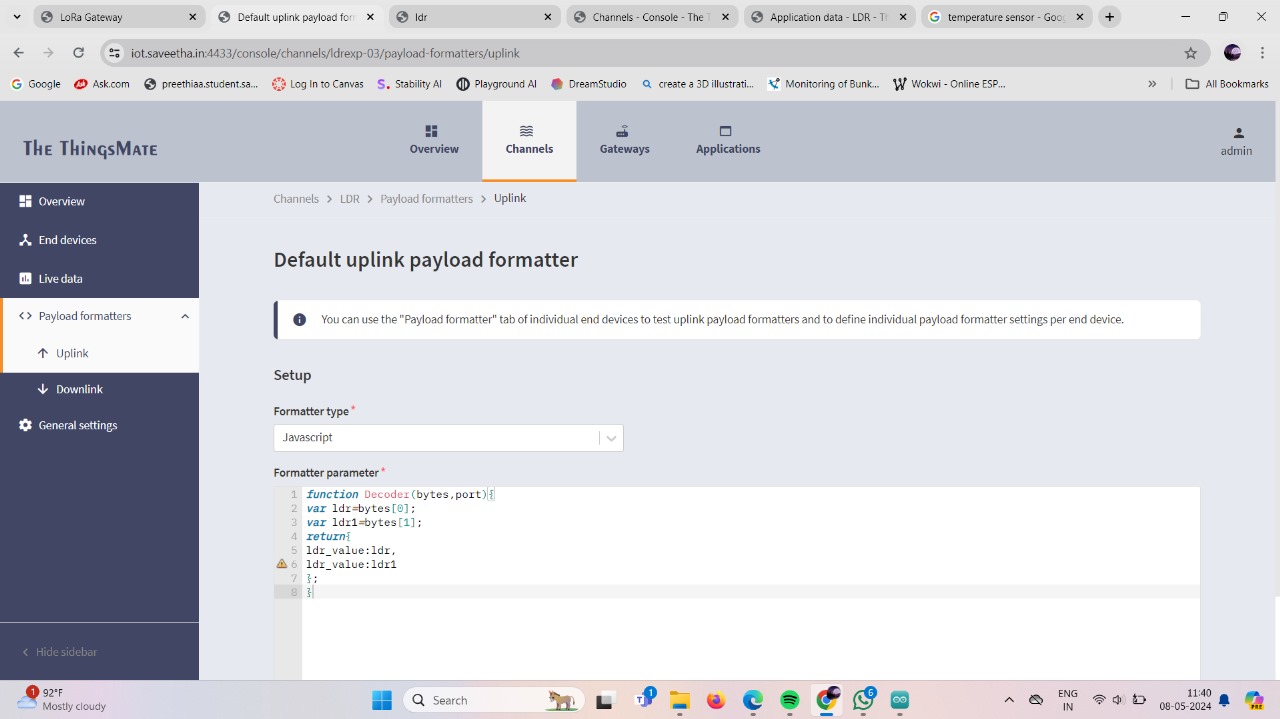 LoRa Gateway
Default uplink payload form
ldr
Channels - Console - The T
Application data - LDR - Th
temperature sensor - Goog
iot.saveetha.in:4433/console/channels/ldrexp-03/payload-formatters/uplink
Google
Ask.com
preethiaa.student.sa...
Log In to Canvas
Stability AI
Playground AI
DreamStudio
create a 3D illustrati...
Monitoring of Bunk...
Wokwi - Online ESP...
All Bookmarks
The ThingsMate
Overview
Channels
Gateways
Applications
admin
Overview
End devices
Live data
Payload formatters
Uplink
Downlink
General settings
Hide sidebar
Channels > LDR > Payload formatters > Uplink
Default uplink payload formatter
You can use the "Payload formatter" tab of individual end devices to test uplink payload formatters and to define individual payload formatter settings per end device.
Setup
Formatter type*
Javascript
Formatter parameter*
1 function Decoder(bytes,port){
2 var ldr=bytes[0];
3 var ldr1=bytes[1];
4 return{
5 ldr_value:ldr,
6 ldr_value:ldr1
7 };
8 }
1
92°F
Mostly cloudy
Search
1
6
ENG
IN
11:40
08-05-2024
PRE